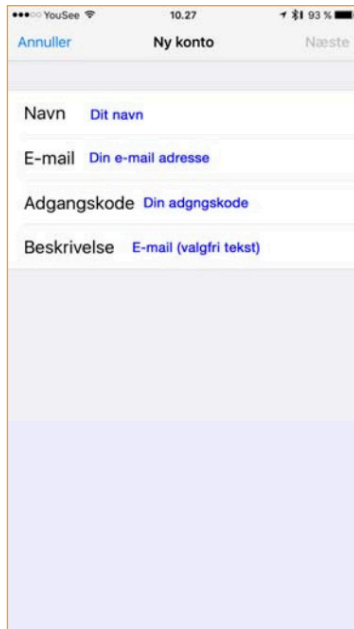 YouSee 10.27 93 %
Annuller Ny konto Næste
Navn Dit navn
E-mail Din e-mail adresse
Adgangskode Din adgngskode
Beskrivelse E-mail (valgfri tekst)